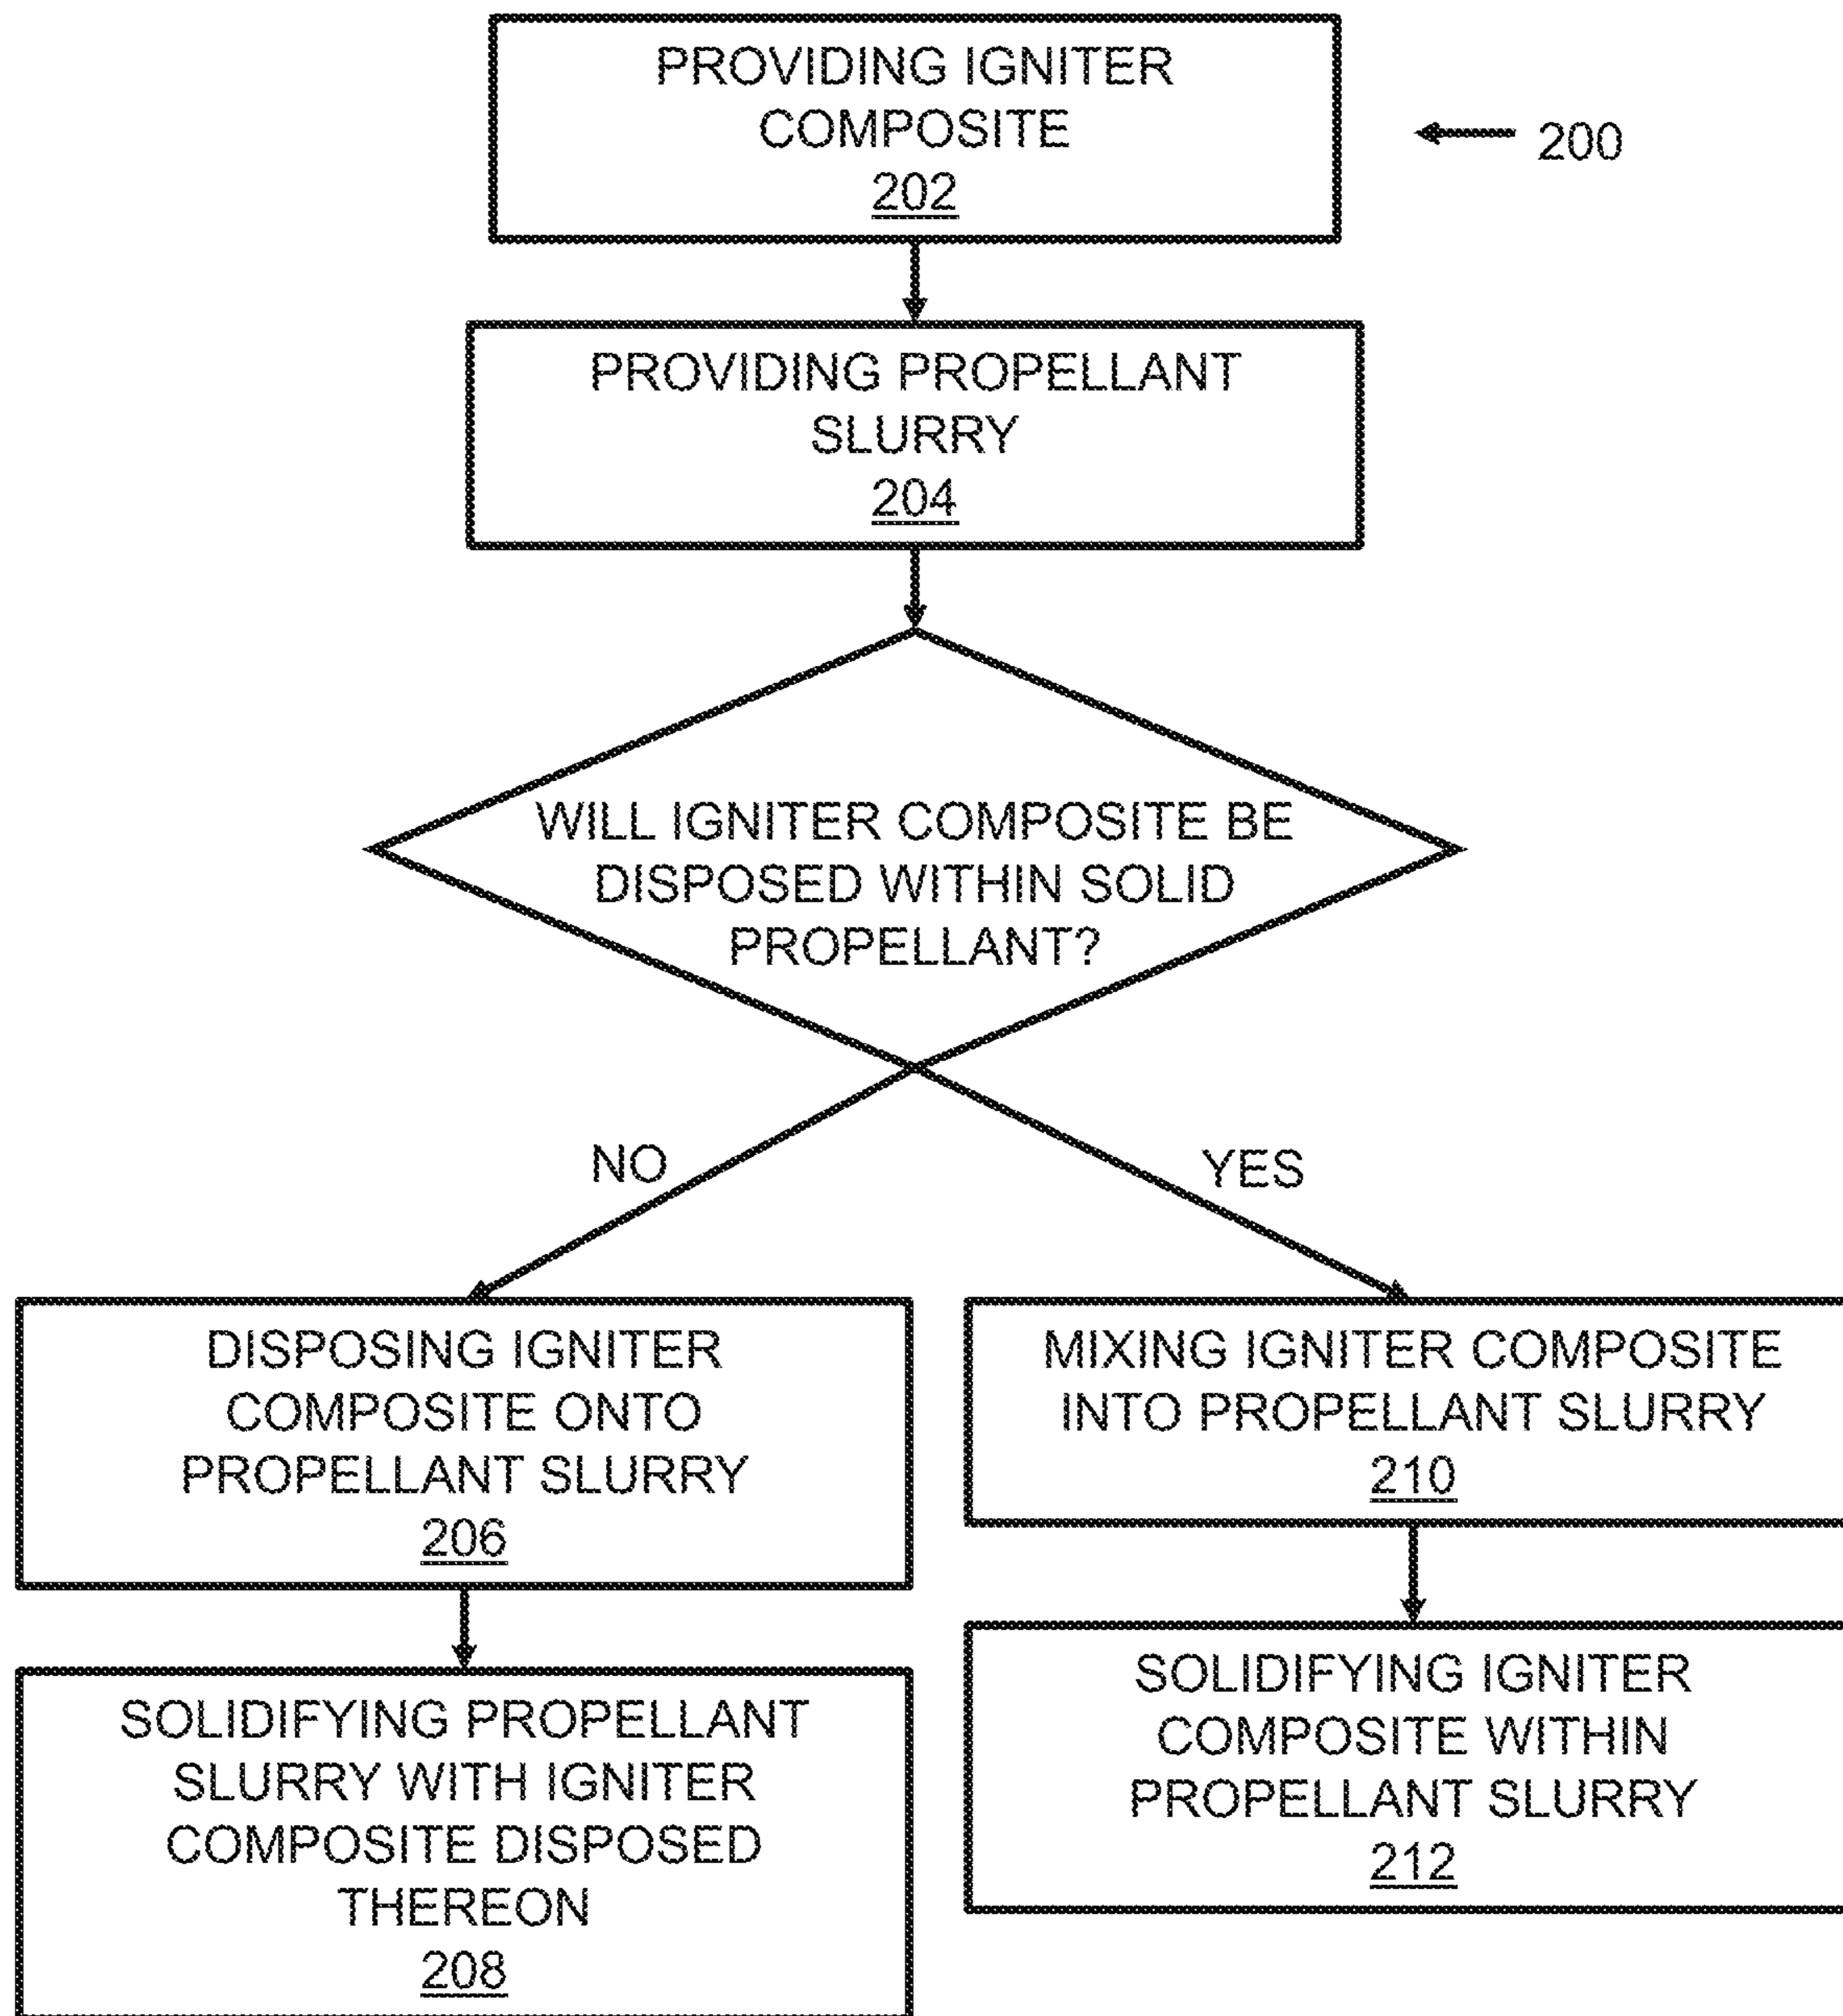 PROVIDING IGNITER
COMPOSITE
202
200
PROVIDING PROPELLANT
SLURRY
204
WILL IGNITER COMPOSITE BE
DISPOSED WITHIN SOLID
PROPELLANT?
NO
YES
DISPOSING IGNITER
COMPOSITE ONTO
PROPELLANT SLURRY
206
MIXING IGNITER COMPOSITE
INTO PROPELLANT SLURRY
210
SOLIDIFYING PROPELLANT
SLURRY WITH IGNITER
COMPOSITE DISPOSED
THEREON
208
SOLIDIFYING IGNITER
COMPOSITE WITHIN
PROPELLANT SLURRY
212